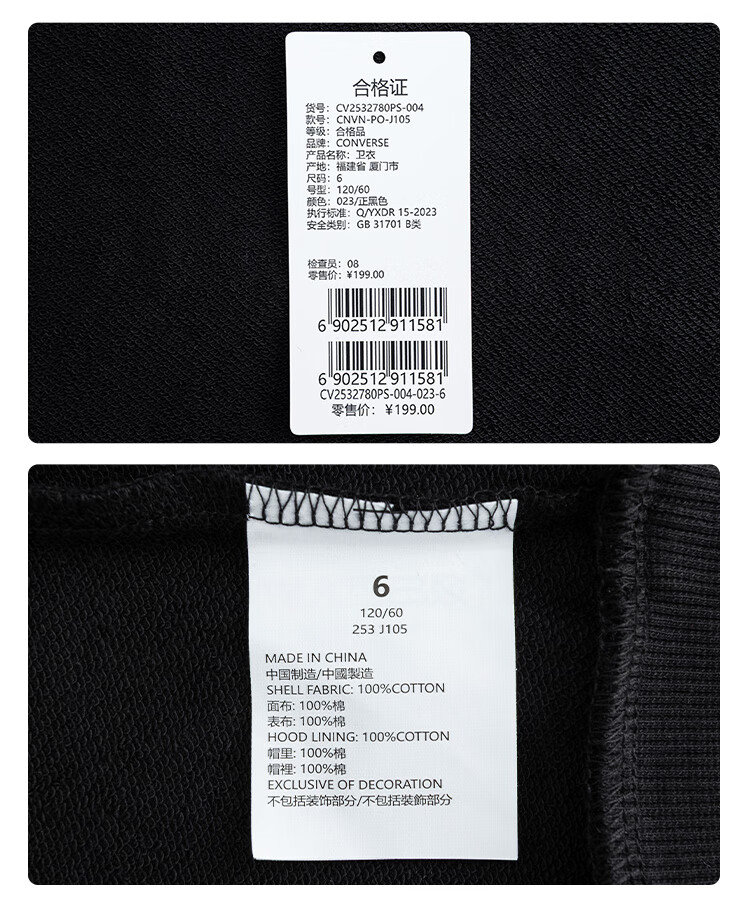 合格证
货号: CV2532780PS-004
款号: CNVN-PO-J105
等级: 合格品
品牌: CONVERSE
产品名称: 卫衣
产地: 福建省 厦门市
尺码: 6
号型: 120/60
颜色: 023/正黑色
执行标准: Q/YXDR 15-2023
安全类别: GB 31701 B类
检查员: 08
零售价: ¥199.00
6 902512 911581
6 902512 911581
CV2532780PS-004-023-6
零售价: ¥199.00
6
120/60
253 J105
MADE IN CHINA
中国制造/中國製造
SHELL FABRIC: 100%COTTON
面布: 100%棉
表布: 100%棉
HOOD LINING: 100%COTTON
帽里: 100%棉
帽裡: 100%棉
EXCLUSIVE OF DECORATION
不包括装饰部分/不包括裝飾部分